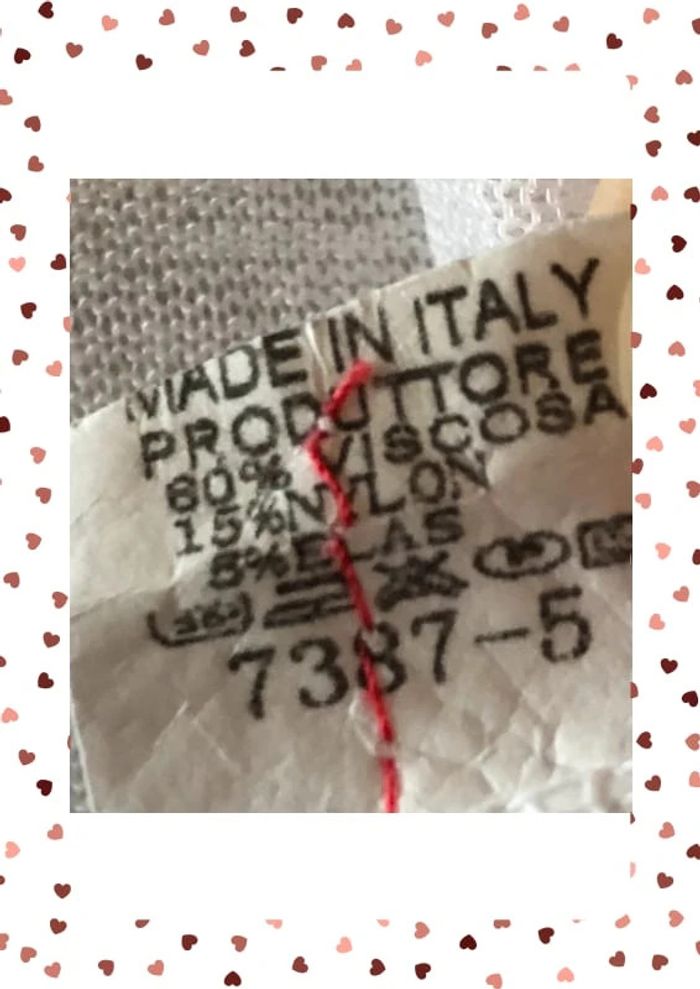 MADE IN ITALY
PRODUTTORE
80% VISCOSA
15%NYLON
5%ELAS
7387-5